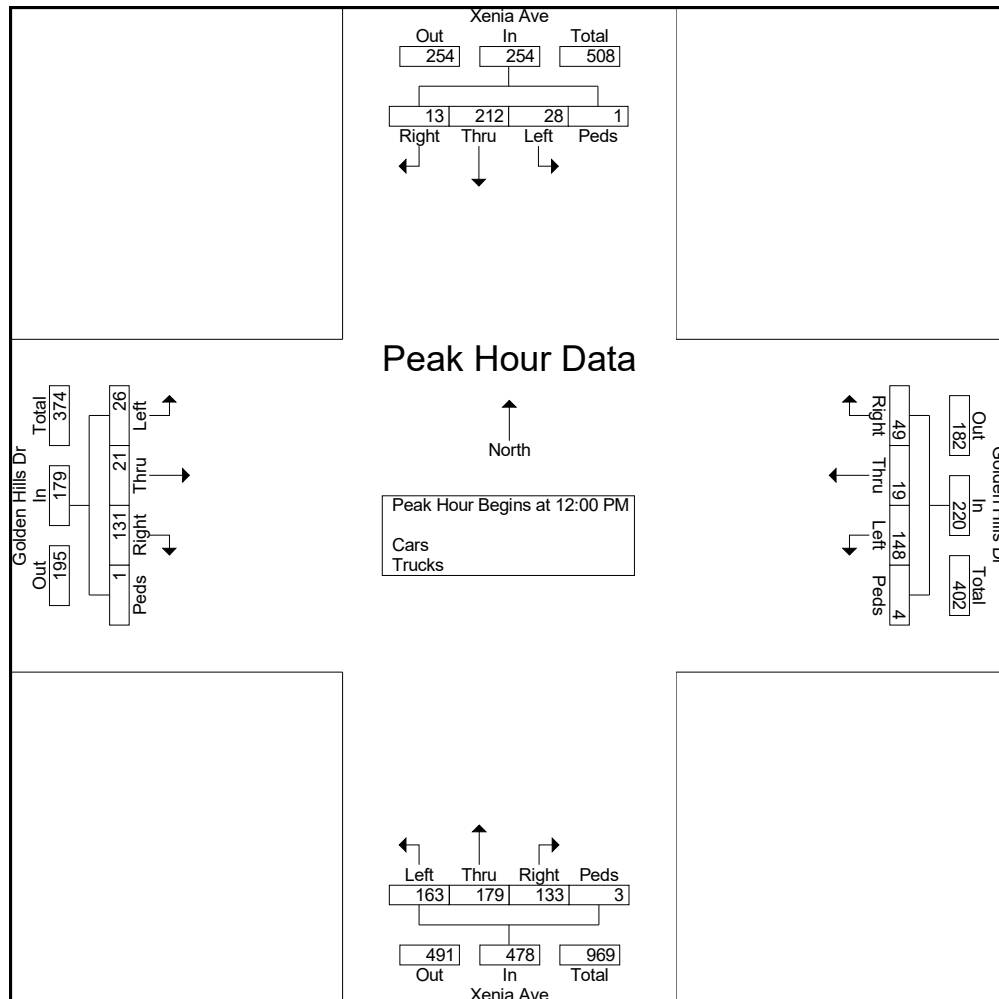 Xenia Ave
Out In Total
254 254 508
13 212 28 1
Right Thru Left Peds
Peak Hour Data
North
Peak Hour Begins at 12:00 PM
Cars
Trucks
Golden Hills Dr
Out In Total
195 179 374
1 131 21 26
Peds Right Thru Left
Golden Hills Dr
Out In Total
182 220 402
49 19 148 4
Right Thru Left Peds
Left Thru Right Peds
163 179 133 3
491 478 969
Out In Total
Xenia Ave